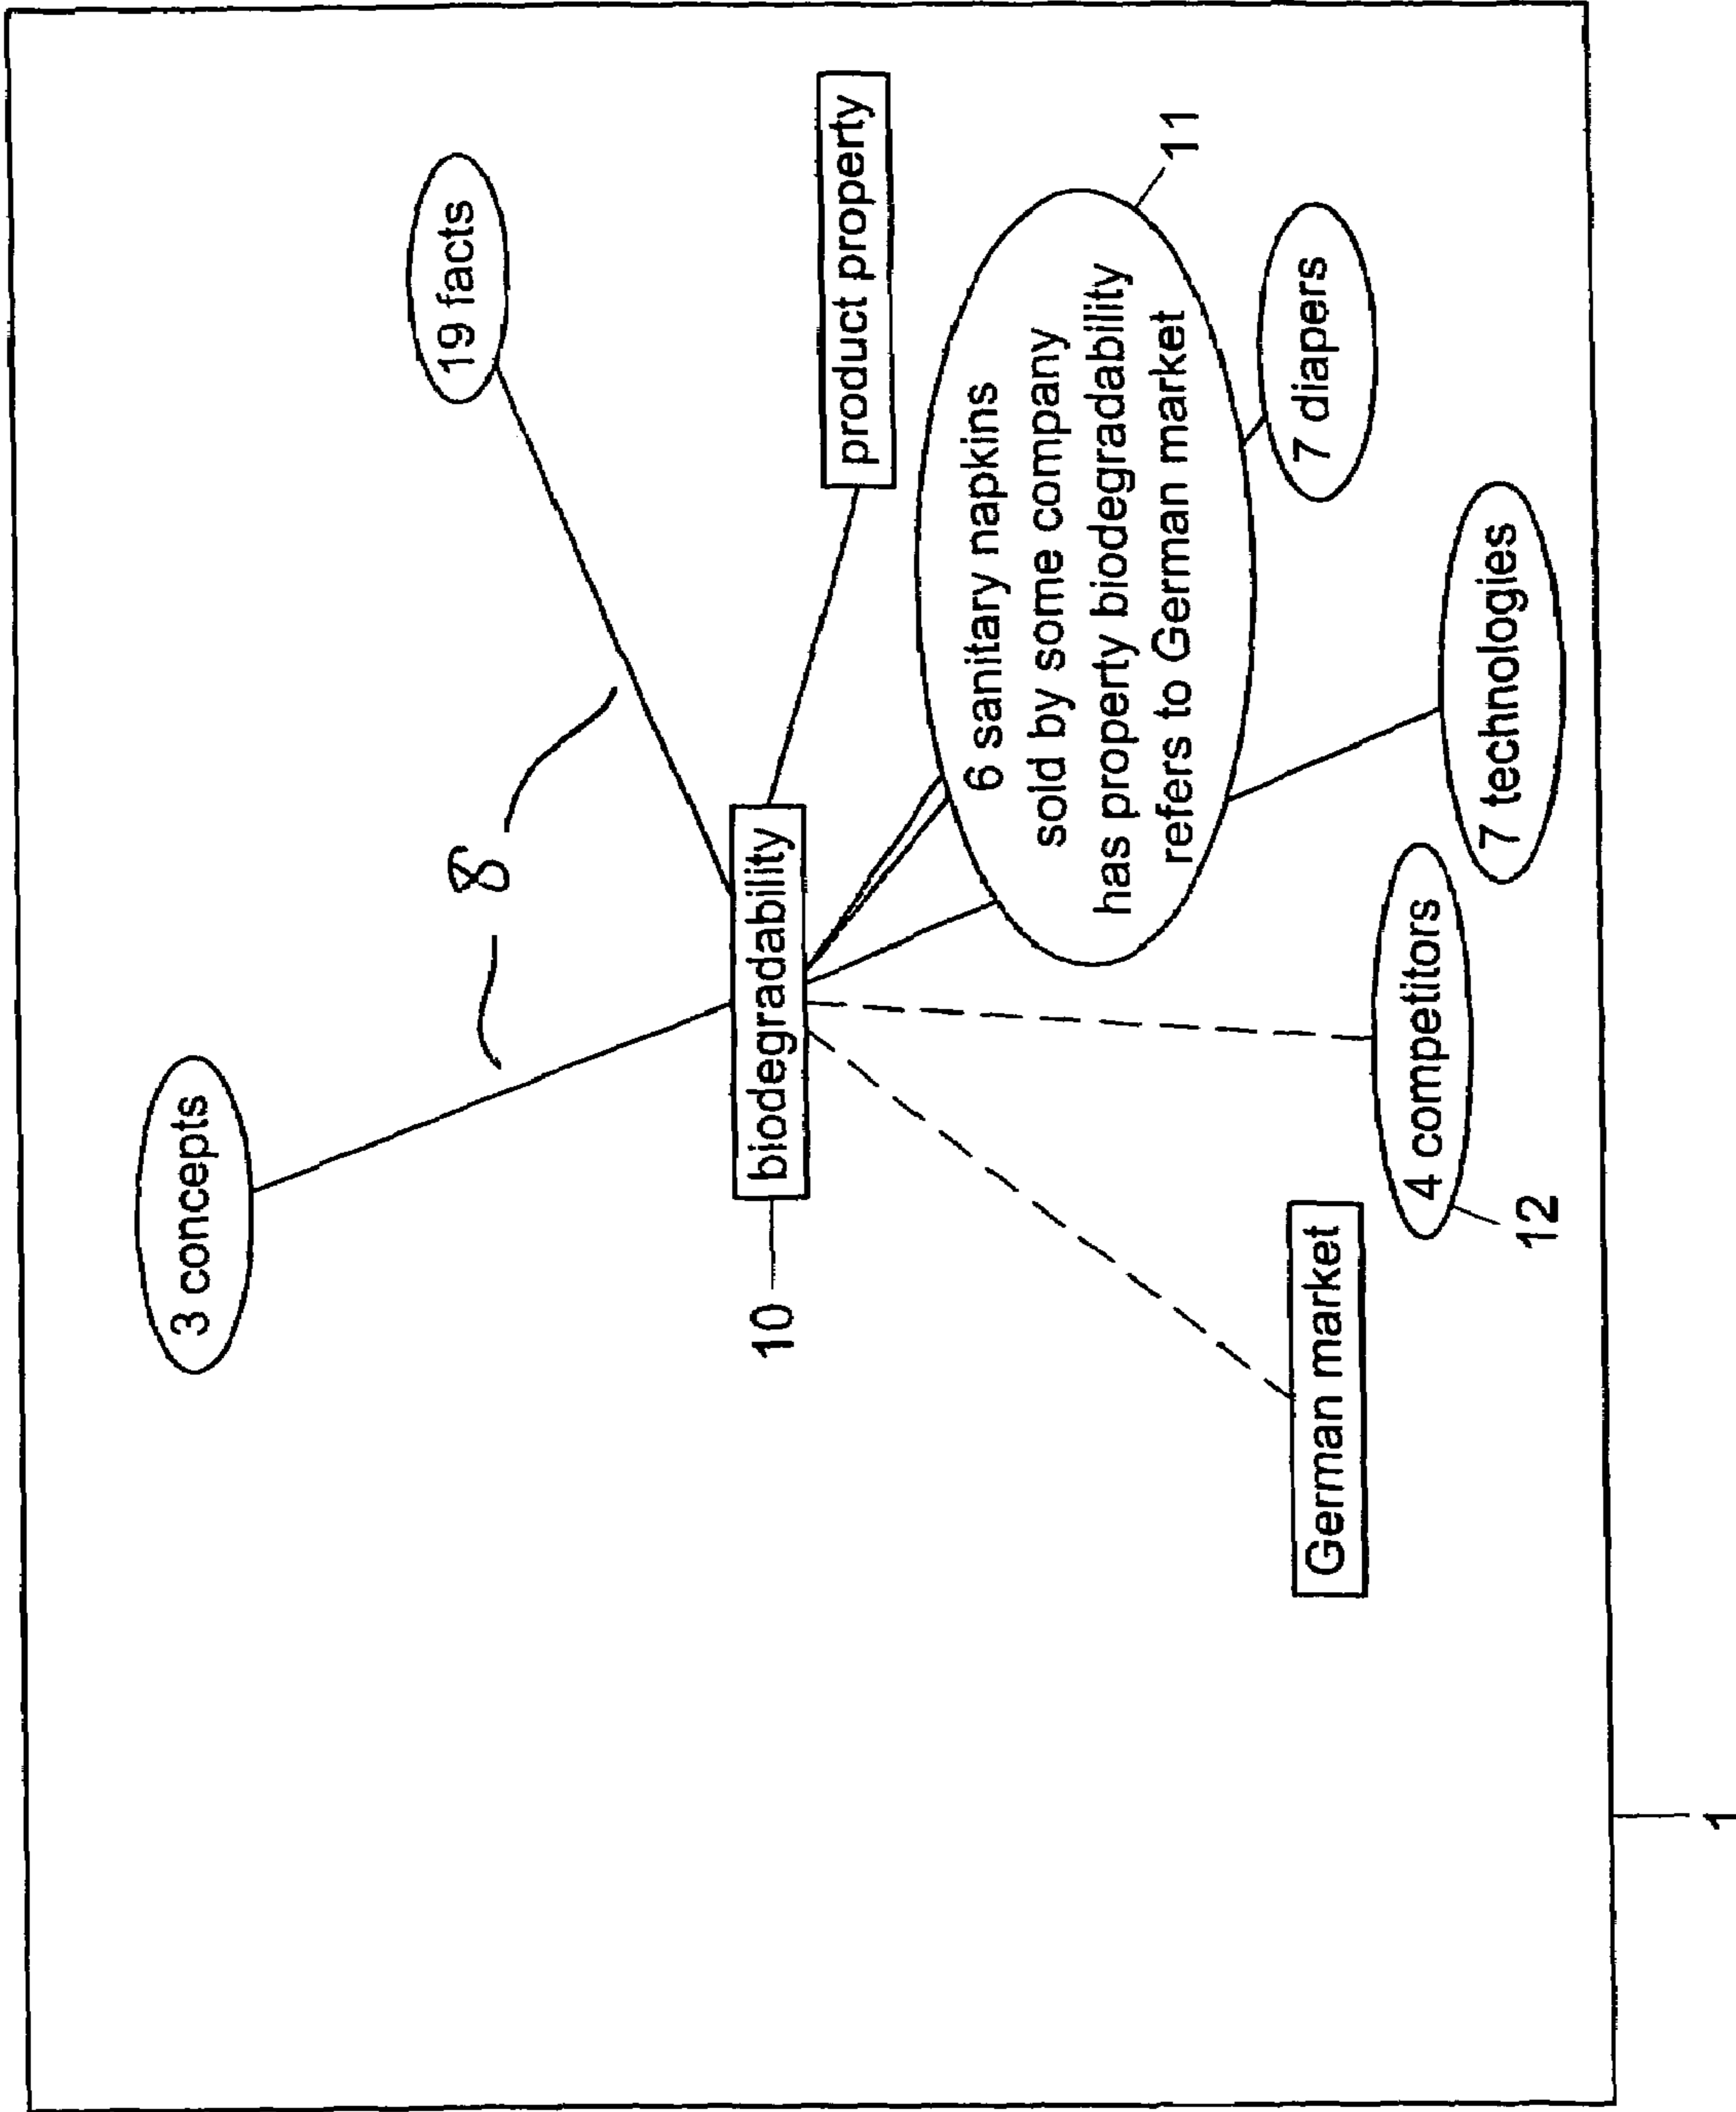 3 concepts
19 facts
8
10
biodegradability
product property
6 sanitary napkins
sold by some company
has property biodegradability
refers to German market
11
German market
4 competitors
12
7 technologies
7 diapers
1